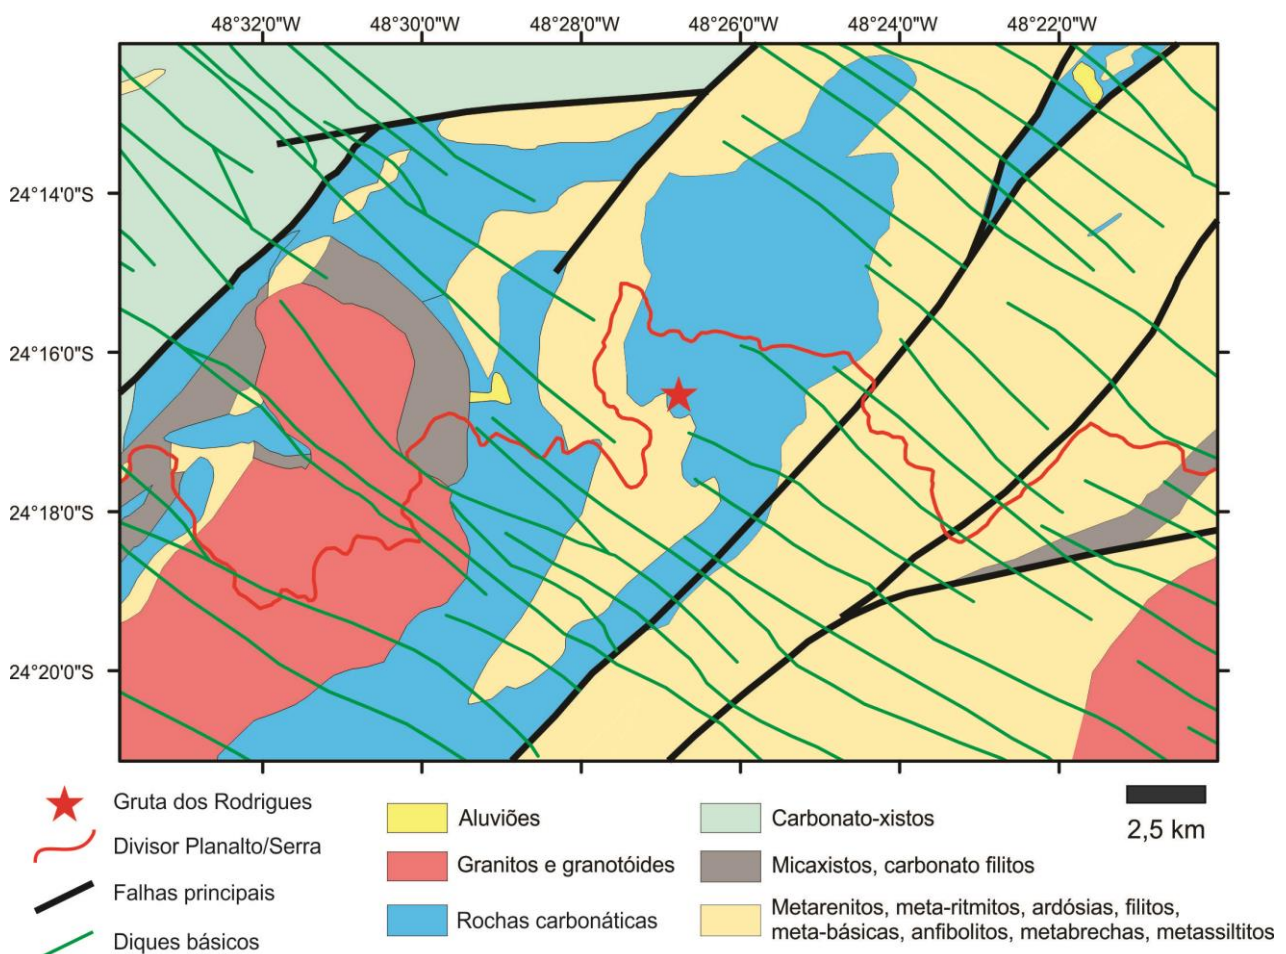 48°32'0"W 48°30'0"W 48°28'0"W 48°26'0"W 48°24'0"W 48°22'0"W
24°14'0"S
24°16'0"S
24°18'0"S
24°20'0"S
Gruta dos Rodrigues
Divisor Planalto/Serra
Falhas principais
Diques básicos
Aluviões
Granitos e granotóides
Rochas carbonáticas
Carbonato-xistos
Micaxistos, carbonato filitos
Metarenitos, meta-ritmitos, ardósias, filitos,
meta-básicas, anfibolitos, metabrechas, metassiltitos
2,5 km